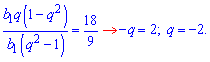 b₁q(1−q²) / b₁(q²−1) = 18/9 → −q = 2; q = −2.